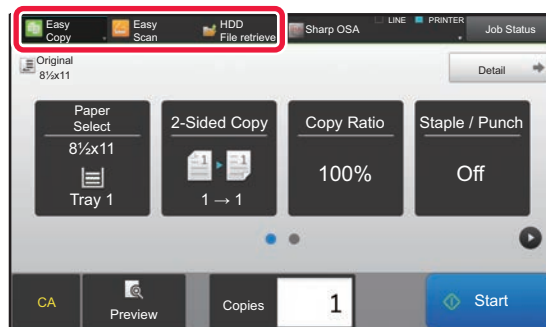 Easy
Copy
Easy
Scan
HDD
File retrieve
Sharp OSA
LINE
PRINTER
Job Status
Original
8½x11
Detail
Paper
Select
8½x11
Tray 1
2-Sided Copy
1
1
1 → 1
Copy Ratio
100%
Staple / Punch
Off
CA
Preview
Copies
1
Start